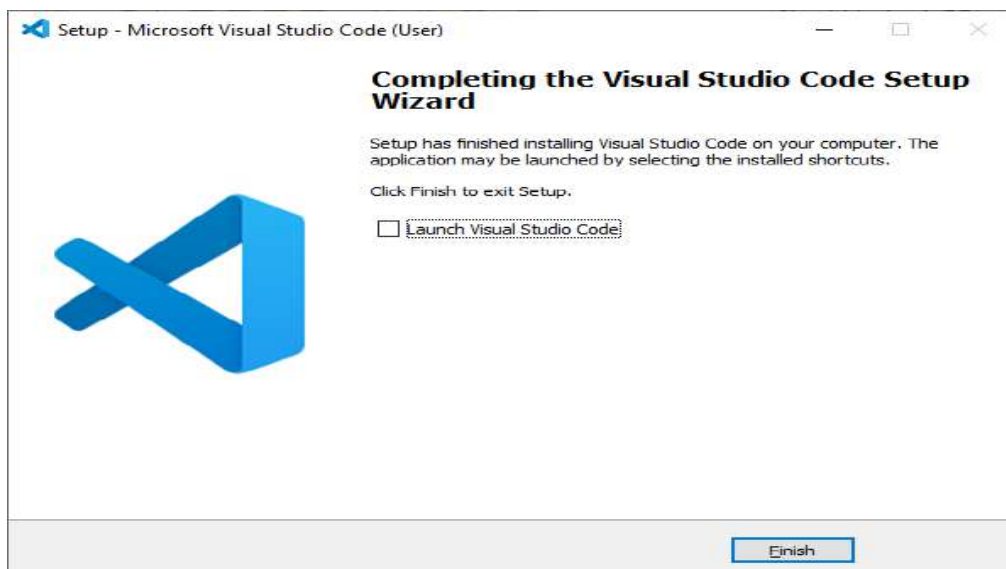 Setup - Microsoft Visual Studio Code (User)
Completing the Visual Studio Code Setup
Wizard
Setup has finished installing Visual Studio Code on your computer. The
application may be launched by selecting the installed shortcuts.
Click Finish to exit Setup.
Launch Visual Studio Code
Finish